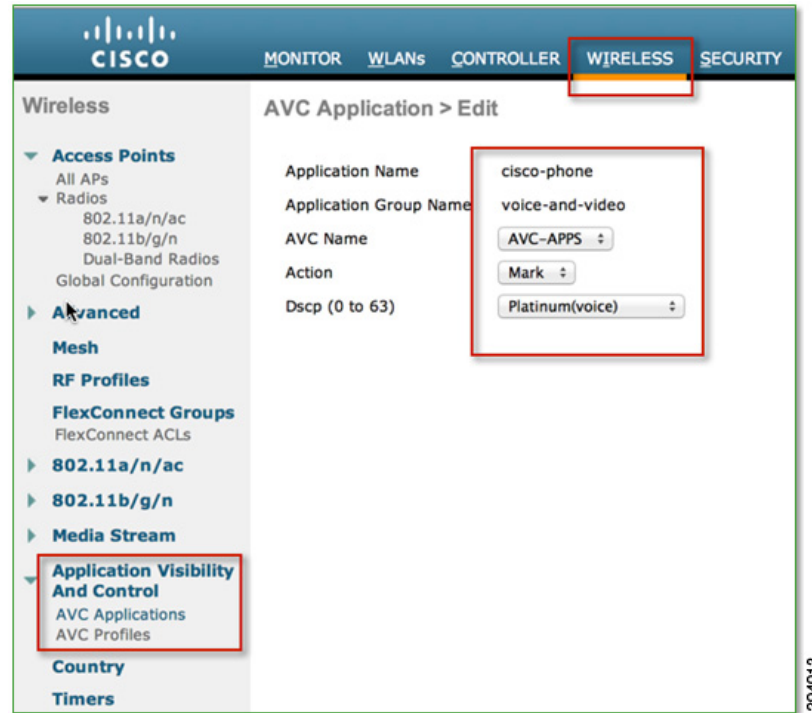 CISCO
MONITOR WLANs CONTROLLER WIRELESS SECURITY
Wireless
Access Points
All APs
Radios
802.11a/n/ac
802.11b/g/n
Dual-Band Radios
Global Configuration
Advanced
Mesh
RF Profiles
FlexConnect Groups
FlexConnect ACLs
802.11a/n/ac
802.11b/g/n
Media Stream
Application Visibility
And Control
AVC Applications
AVC Profiles
Country
Timers
AVC Application > Edit
Application Name cisco-phone
Application Group Name voice-and-video
AVC Name AVC-APPS
Action Mark
Dscp (0 to 63) Platinum(voice)